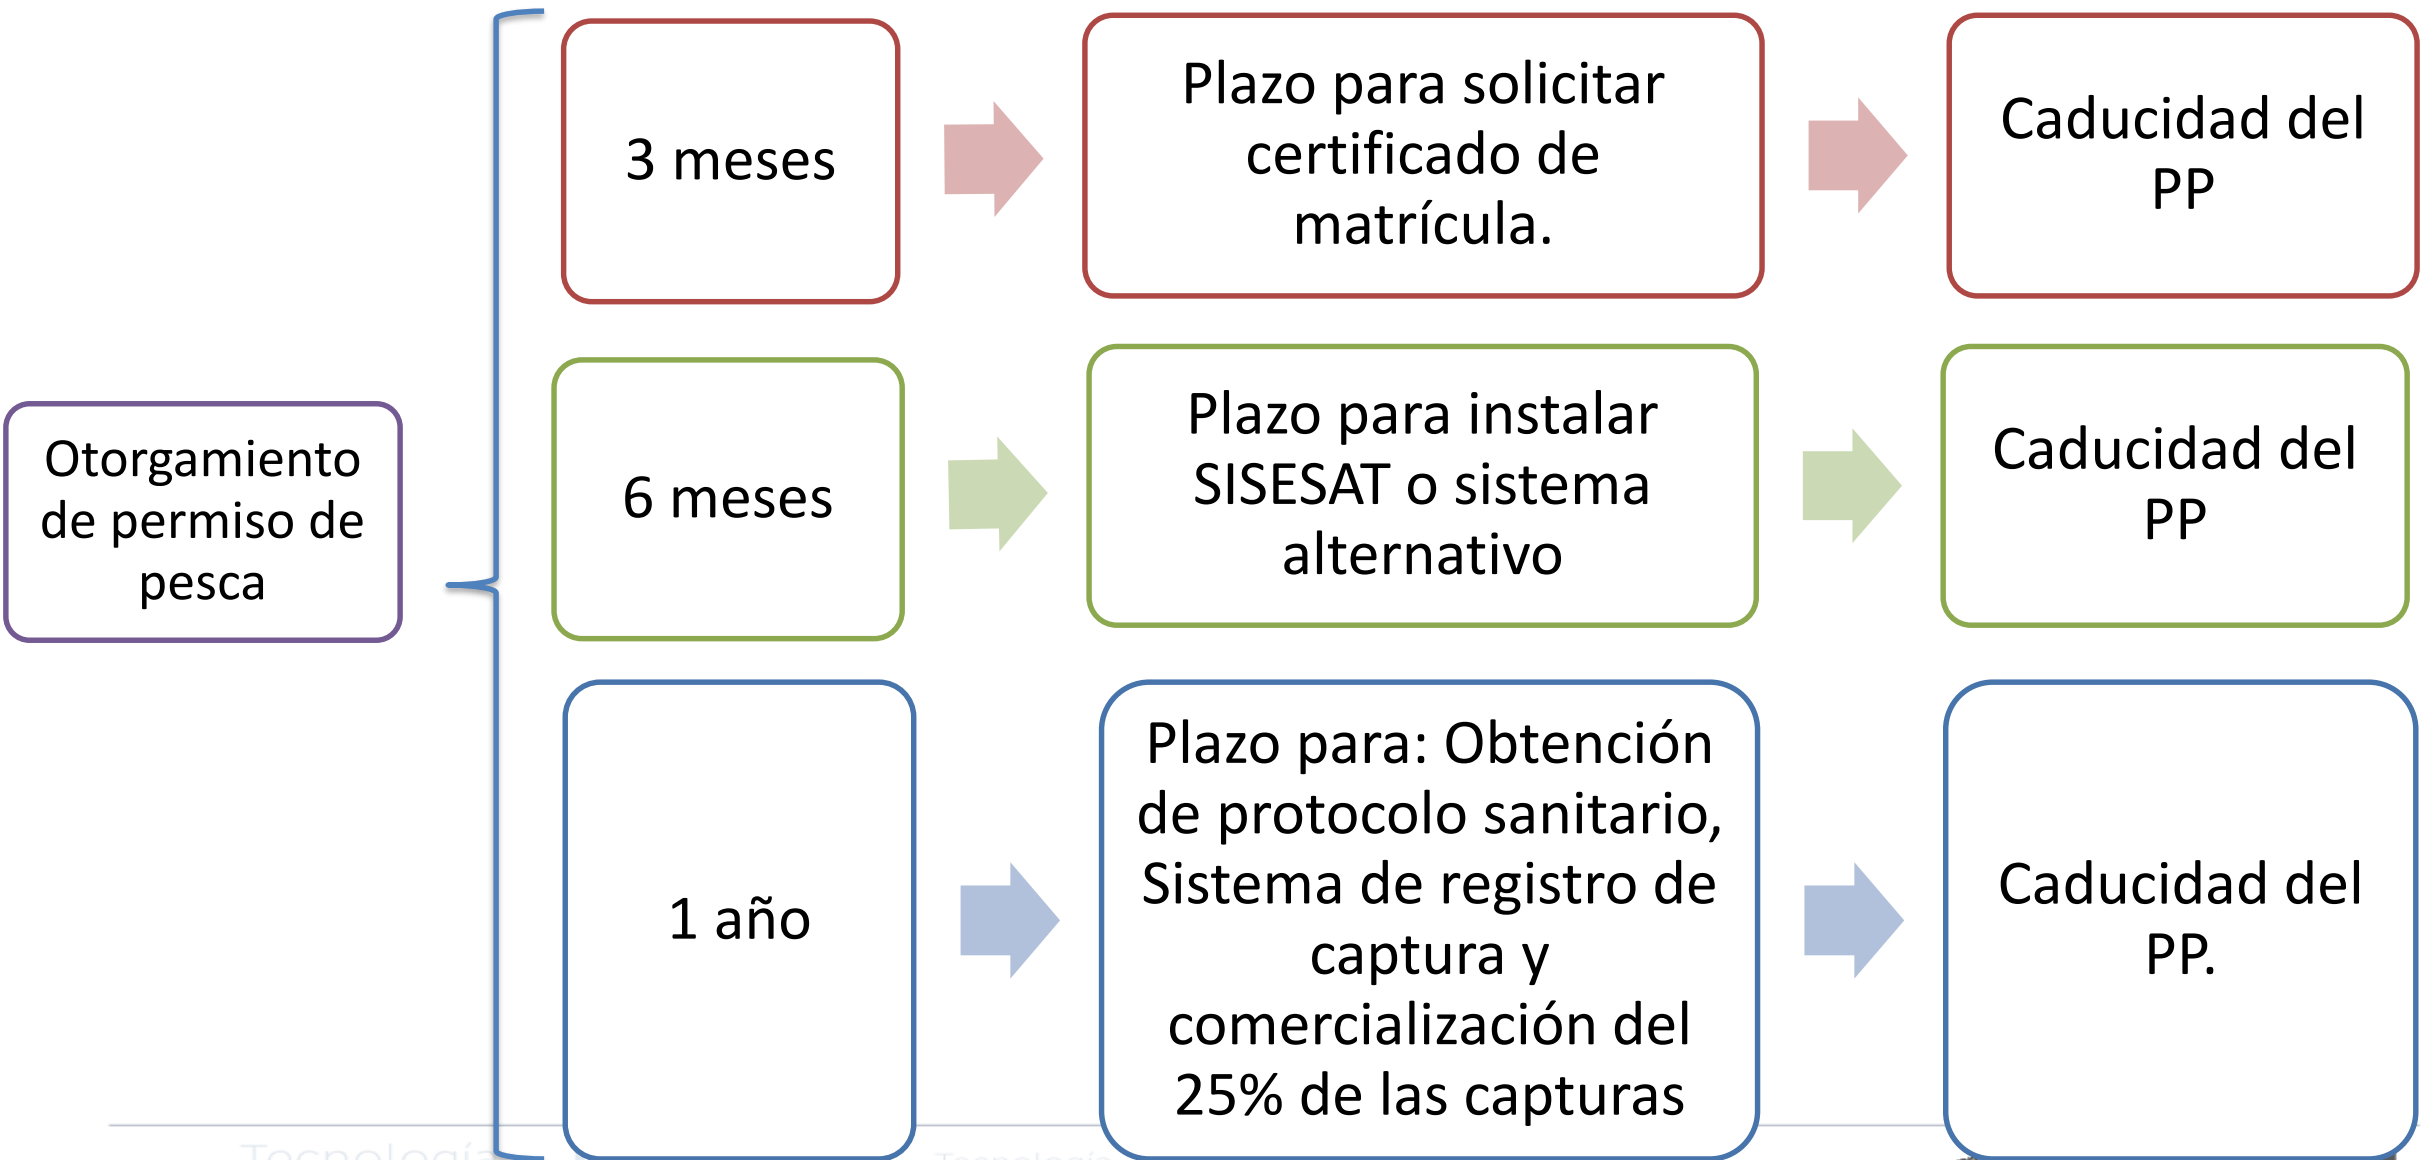 Otorgamiento
de permiso de
pesca
3 meses
Plazo para solicitar
certificado de
matrícula.
Caducidad del
PP
6 meses
Plazo para instalar
SISESAT o sistema
alternativo
Caducidad del
PP
1 año
Plazo para: Obtención
de protocolo sanitario,
Sistema de registro de
captura y
comercialización del
25% de las capturas
Caducidad del
PP.
Tecnología
Tecnología